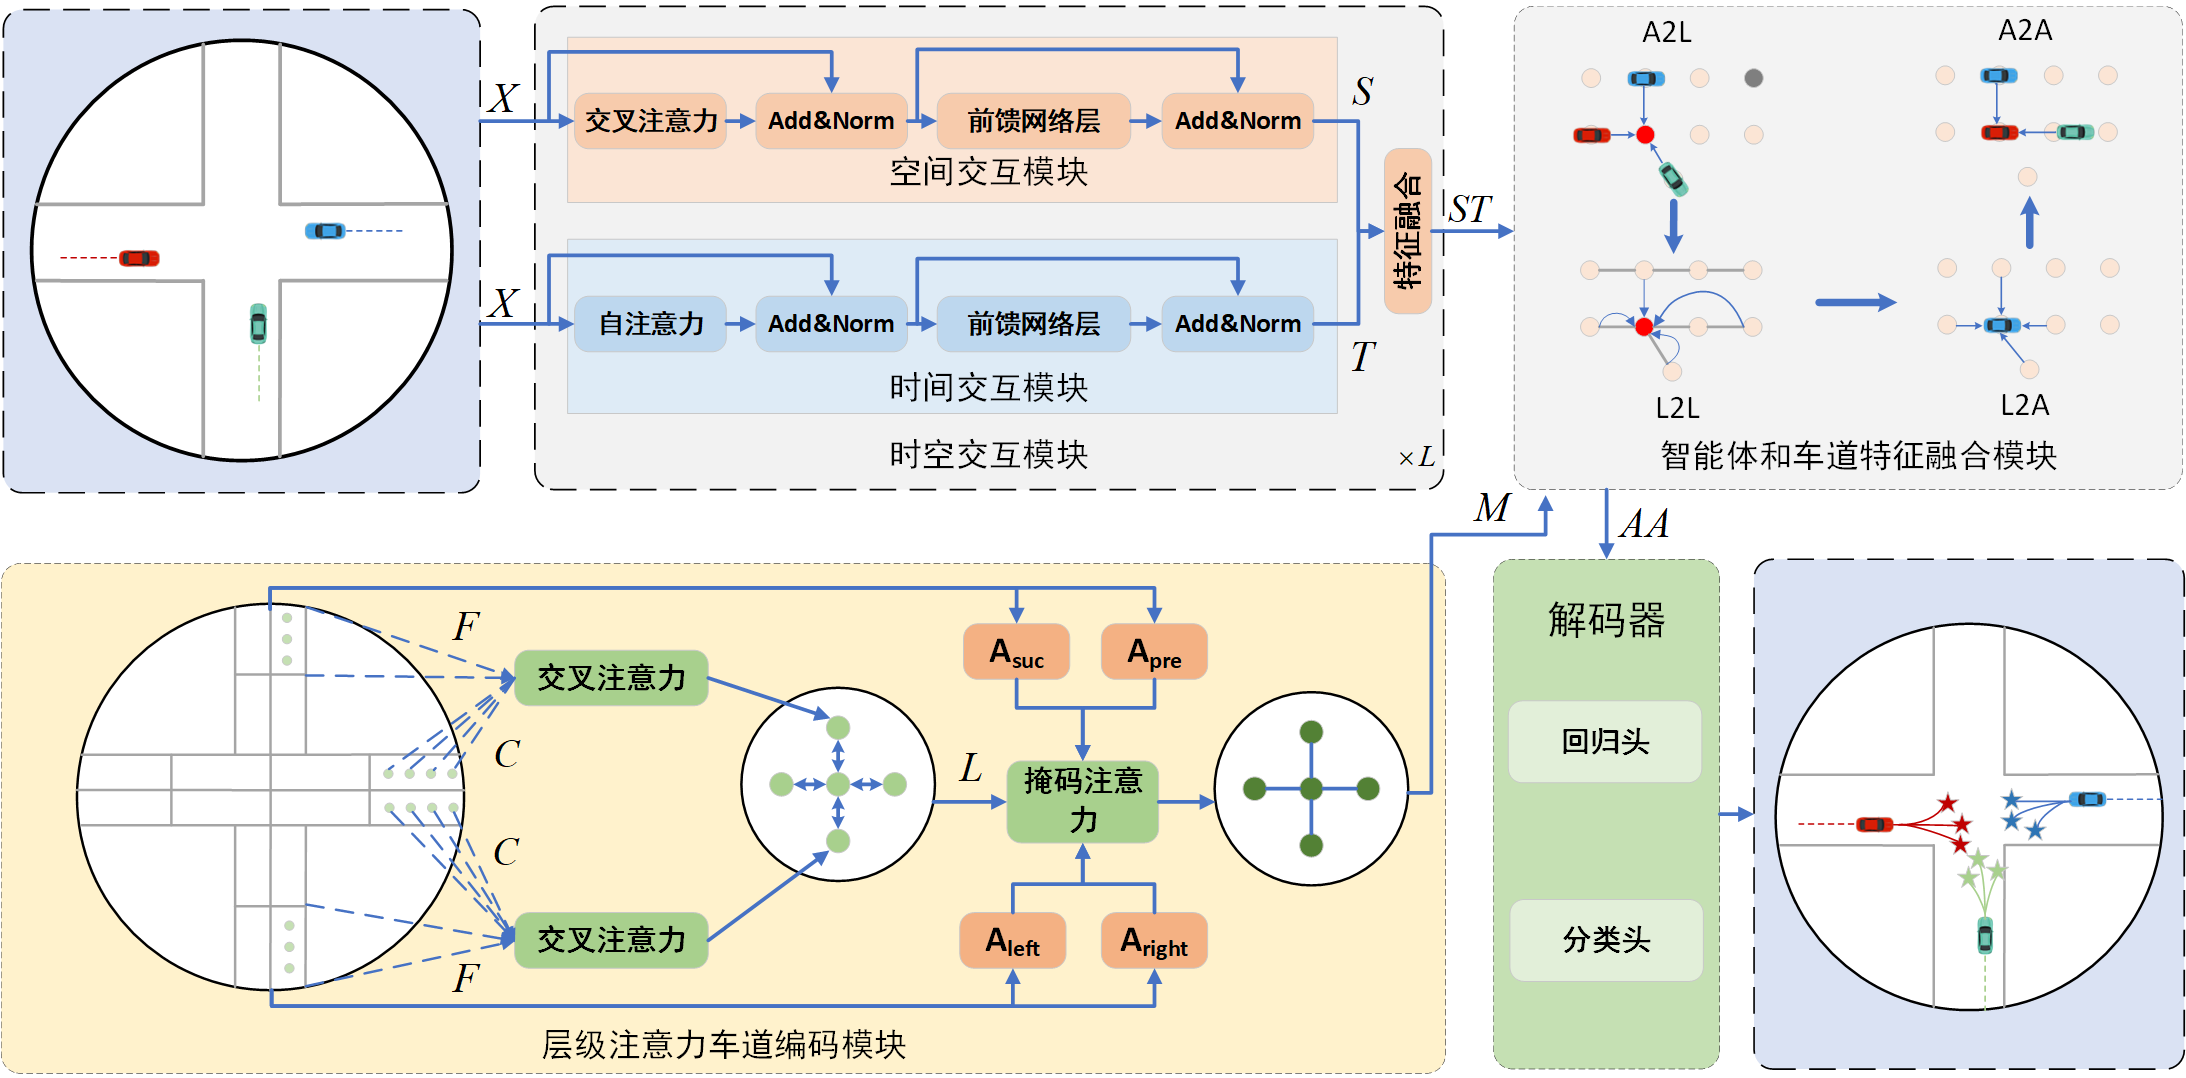 X
交叉注意力
Add&Norm
前馈网络层
Add&Norm
S
空间交互模块
X
自注意力
Add&Norm
前馈网络层
Add&Norm
T
时间交互模块
特征融合
时空交互模块
×L
ST
A2L
A2A
L2L
L2A
智能体和车道特征融合模块
M
AA
F
交叉注意力
C
C
交叉注意力
F
L
A_suc
A_pre
掩码注意
力
A_left
A_right
层级注意力车道编码模块
解码器
回归头
分类头